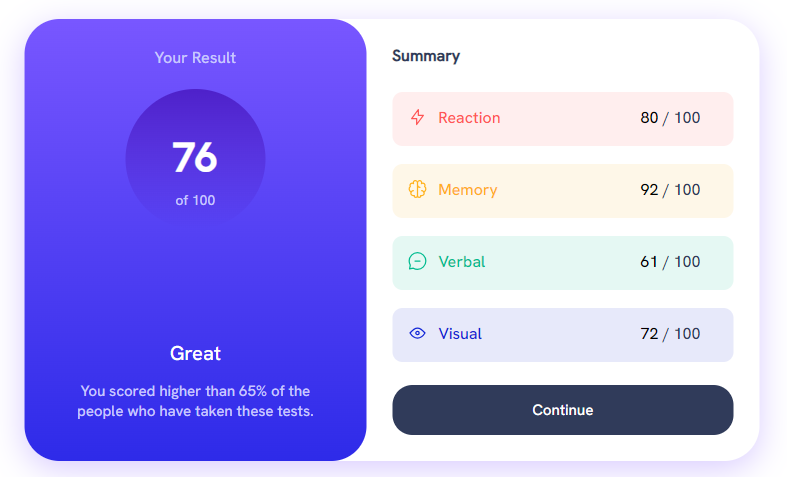 Your Result
76
of 100
Great
You scored higher than 65% of the
people who have taken these tests.
Summary
Reaction 80 / 100
Memory 92 / 100
Verbal 61 / 100
Visual 72 / 100
Continue